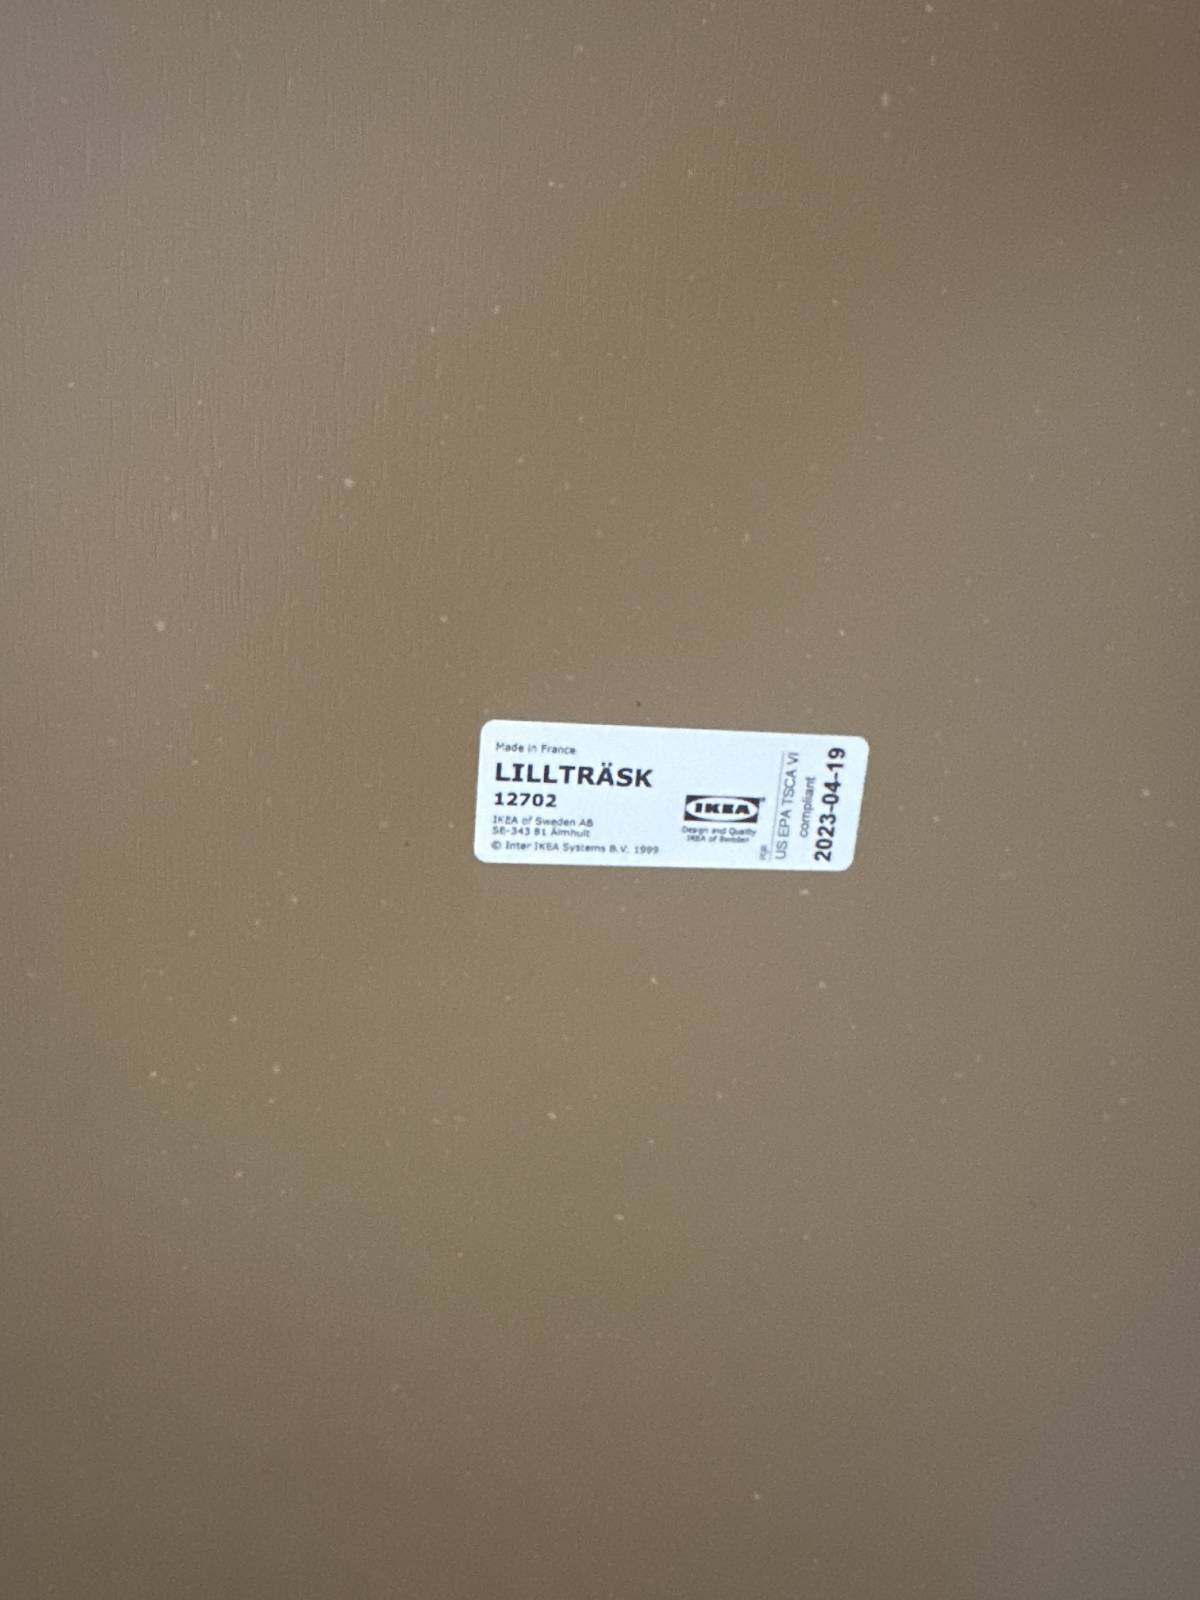 Made in France
LILLTRÄSK
12702
IKEA of Sweden AB
SE-343 81 Älmhult
© Inter IKEA Systems B.V. 1999
IKEA®
Design and Quality
IKEA of Sweden
US EPA TSCA VI
compliant
2023-04-19